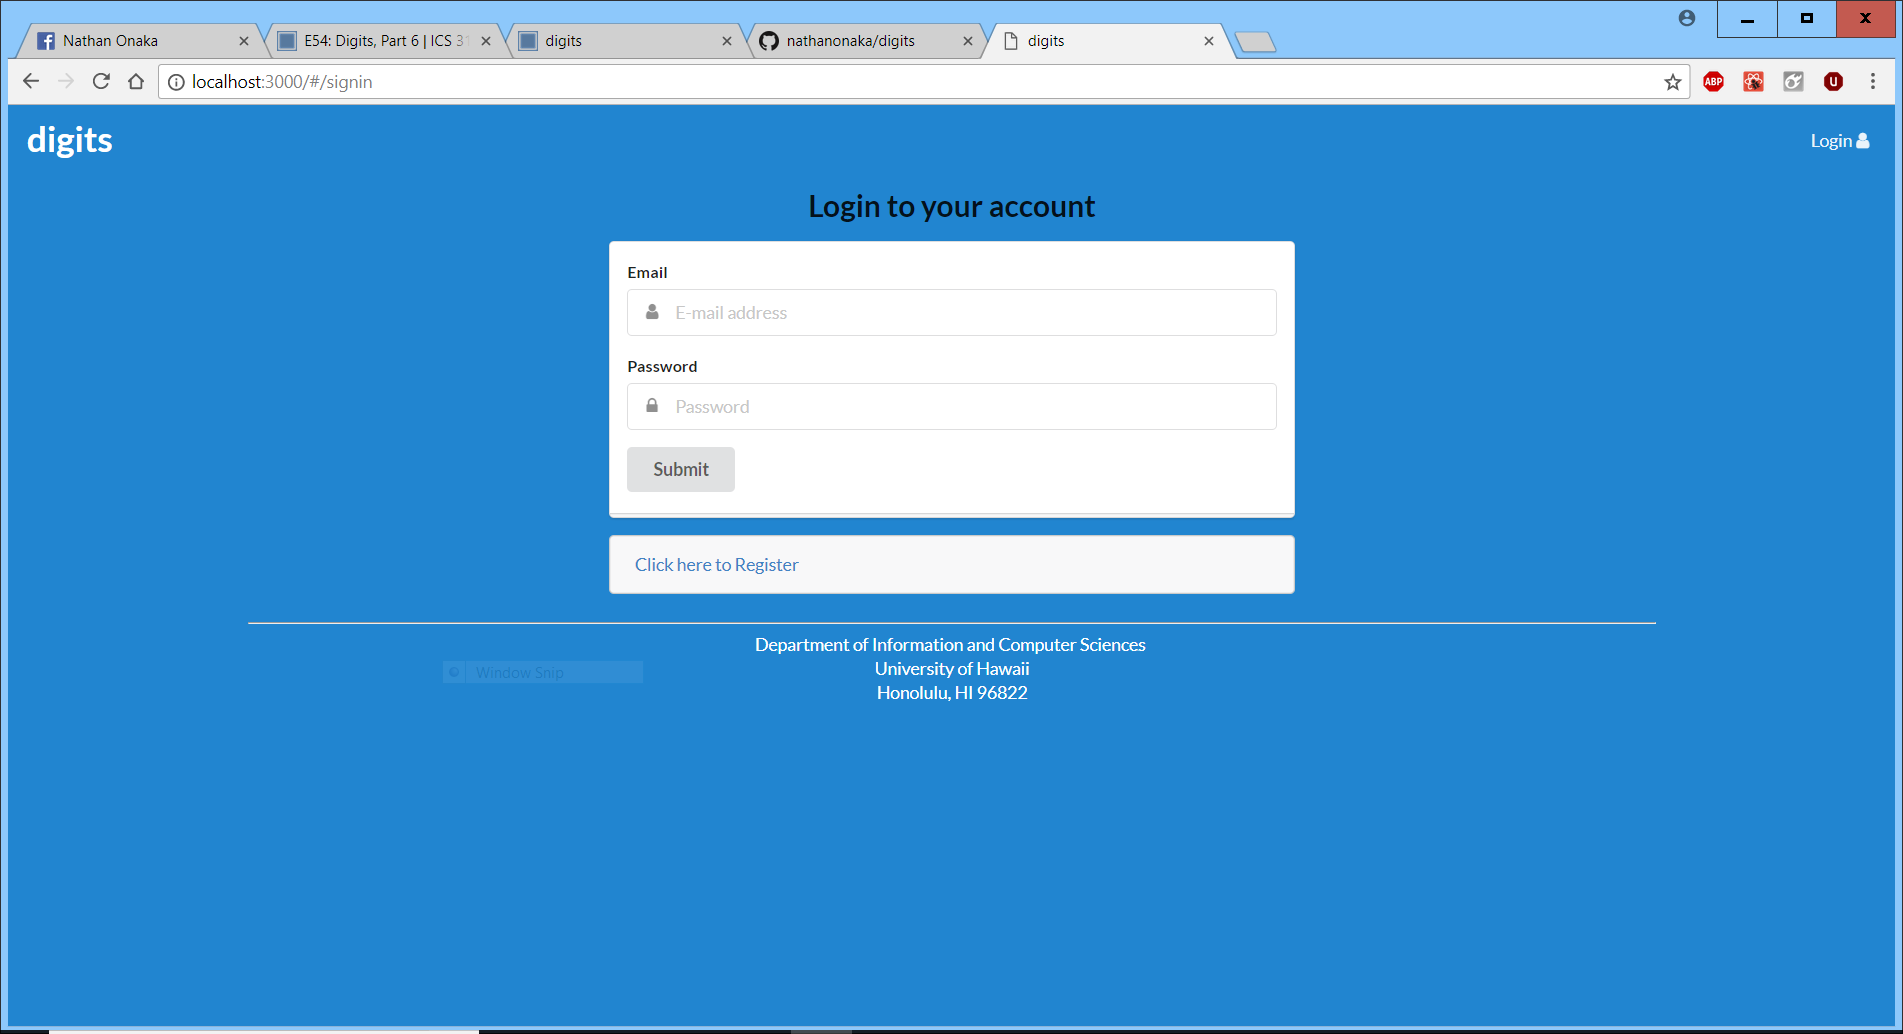 Nathan Onaka
E54: Digits, Part 6 | ICS 31
digits
nathanonaka/digits
digits
localhost:3000/#/signin
ABP
U
digits
Login
Login to your account
Email
E-mail address
Password
Password
Submit
Click here to Register
Department of Information and Computer Sciences
University of Hawaii
Honolulu, HI 96822
Window Snip